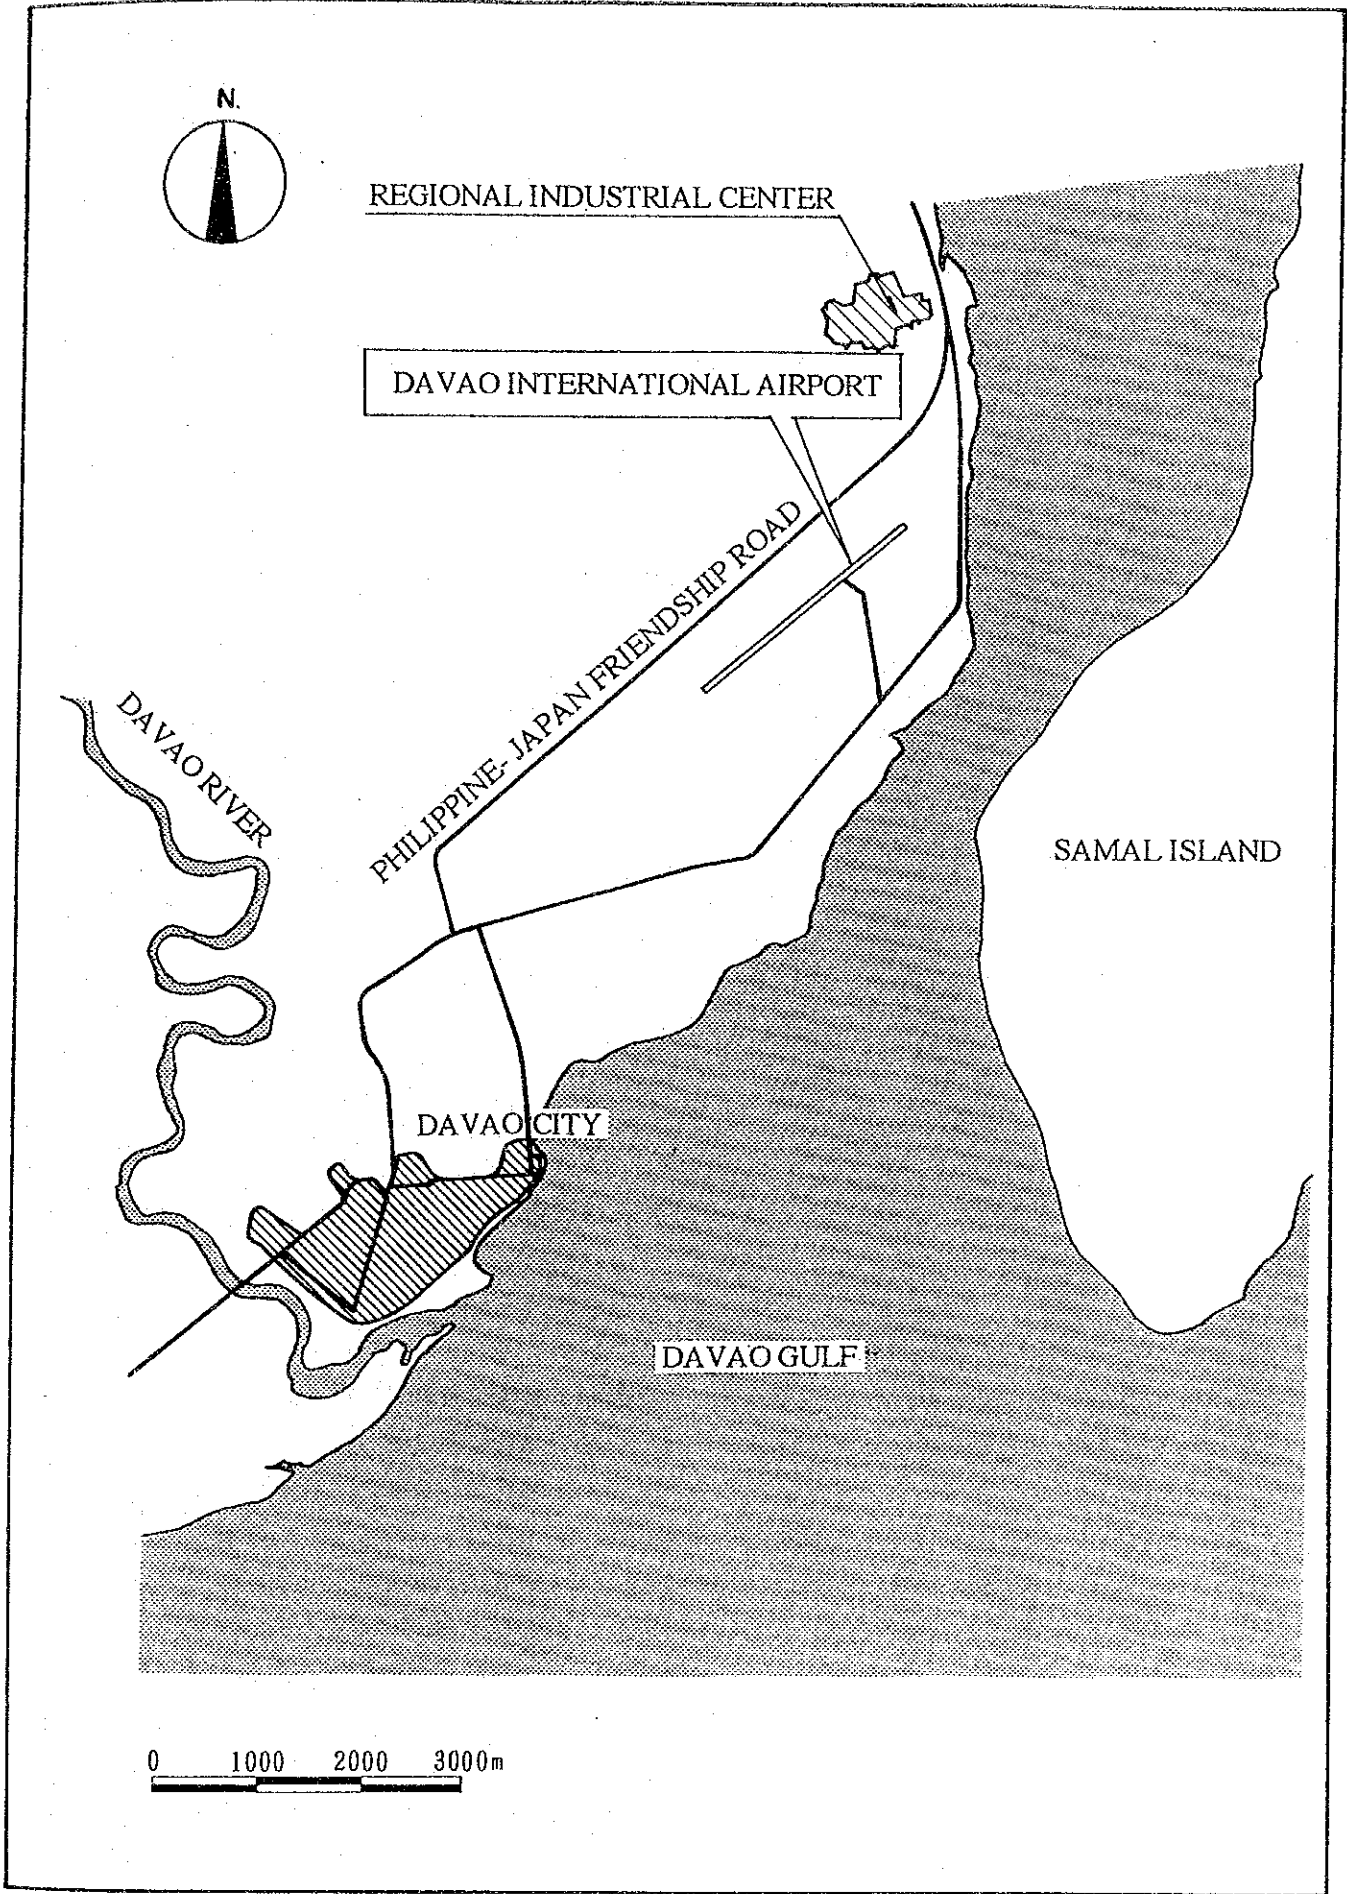 N.
REGIONAL INDUSTRIAL CENTER
DAVAO INTERNATIONAL AIRPORT
PHILIPPINE- JAPAN FRIENDSHIP ROAD
DAVAO RIVER
SAMAL ISLAND
DAVAO CITY
DAVAO GULF
0 1000 2000 3000m